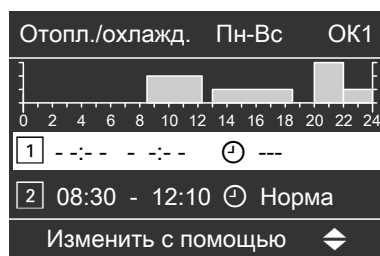 Отопл./охлажд. Пн-Вс ОК1
0 2 4 6 8 10 12 14 16 18 20 22 24
1 - -:- - - -:- - ---
2 08:30 - 12:10 Норма
Изменить с помощью